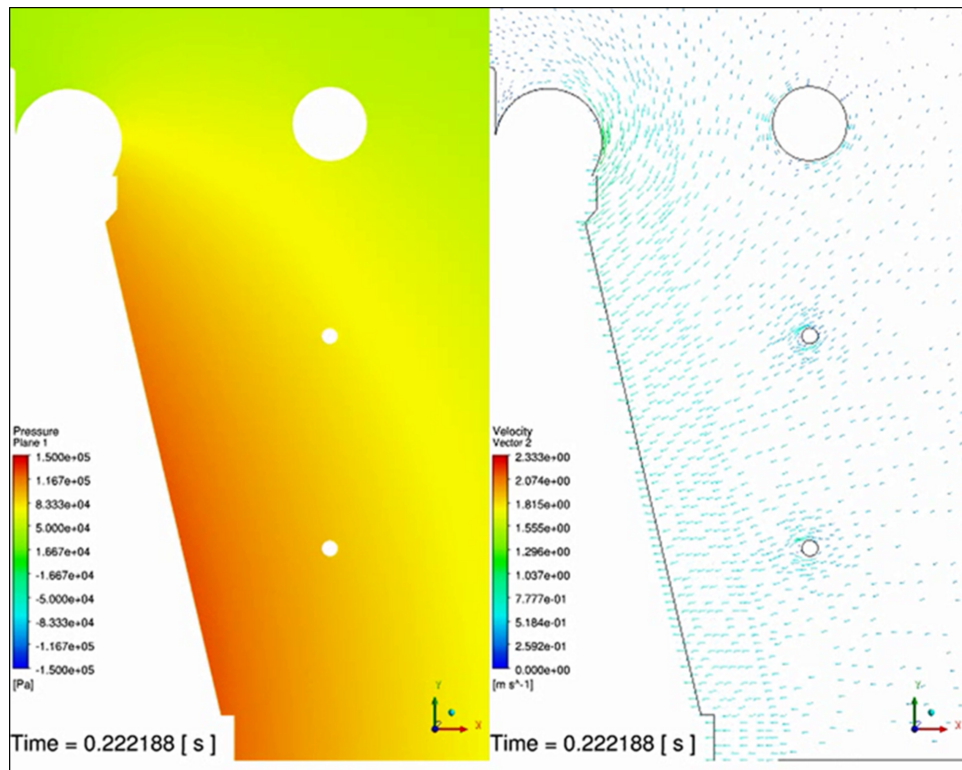 Pressure
Plane 1
1.500e+05
1.167e+05
8.333e+04
5.000e+04
1.667e+04
-1.667e+04
-5.000e+04
-8.333e+04
-1.167e+05
-1.500e+05
[Pa]
Y
Z
X
Time = 0.222188 [ s ]
Velocity
Vector 2
2.333e+00
2.074e+00
1.815e+00
1.555e+00
1.296e+00
1.037e+00
7.777e-01
5.184e-01
2.592e-01
0.000e+00
[m s^-1]
Y
Z
X
Time = 0.222188 [ s ]